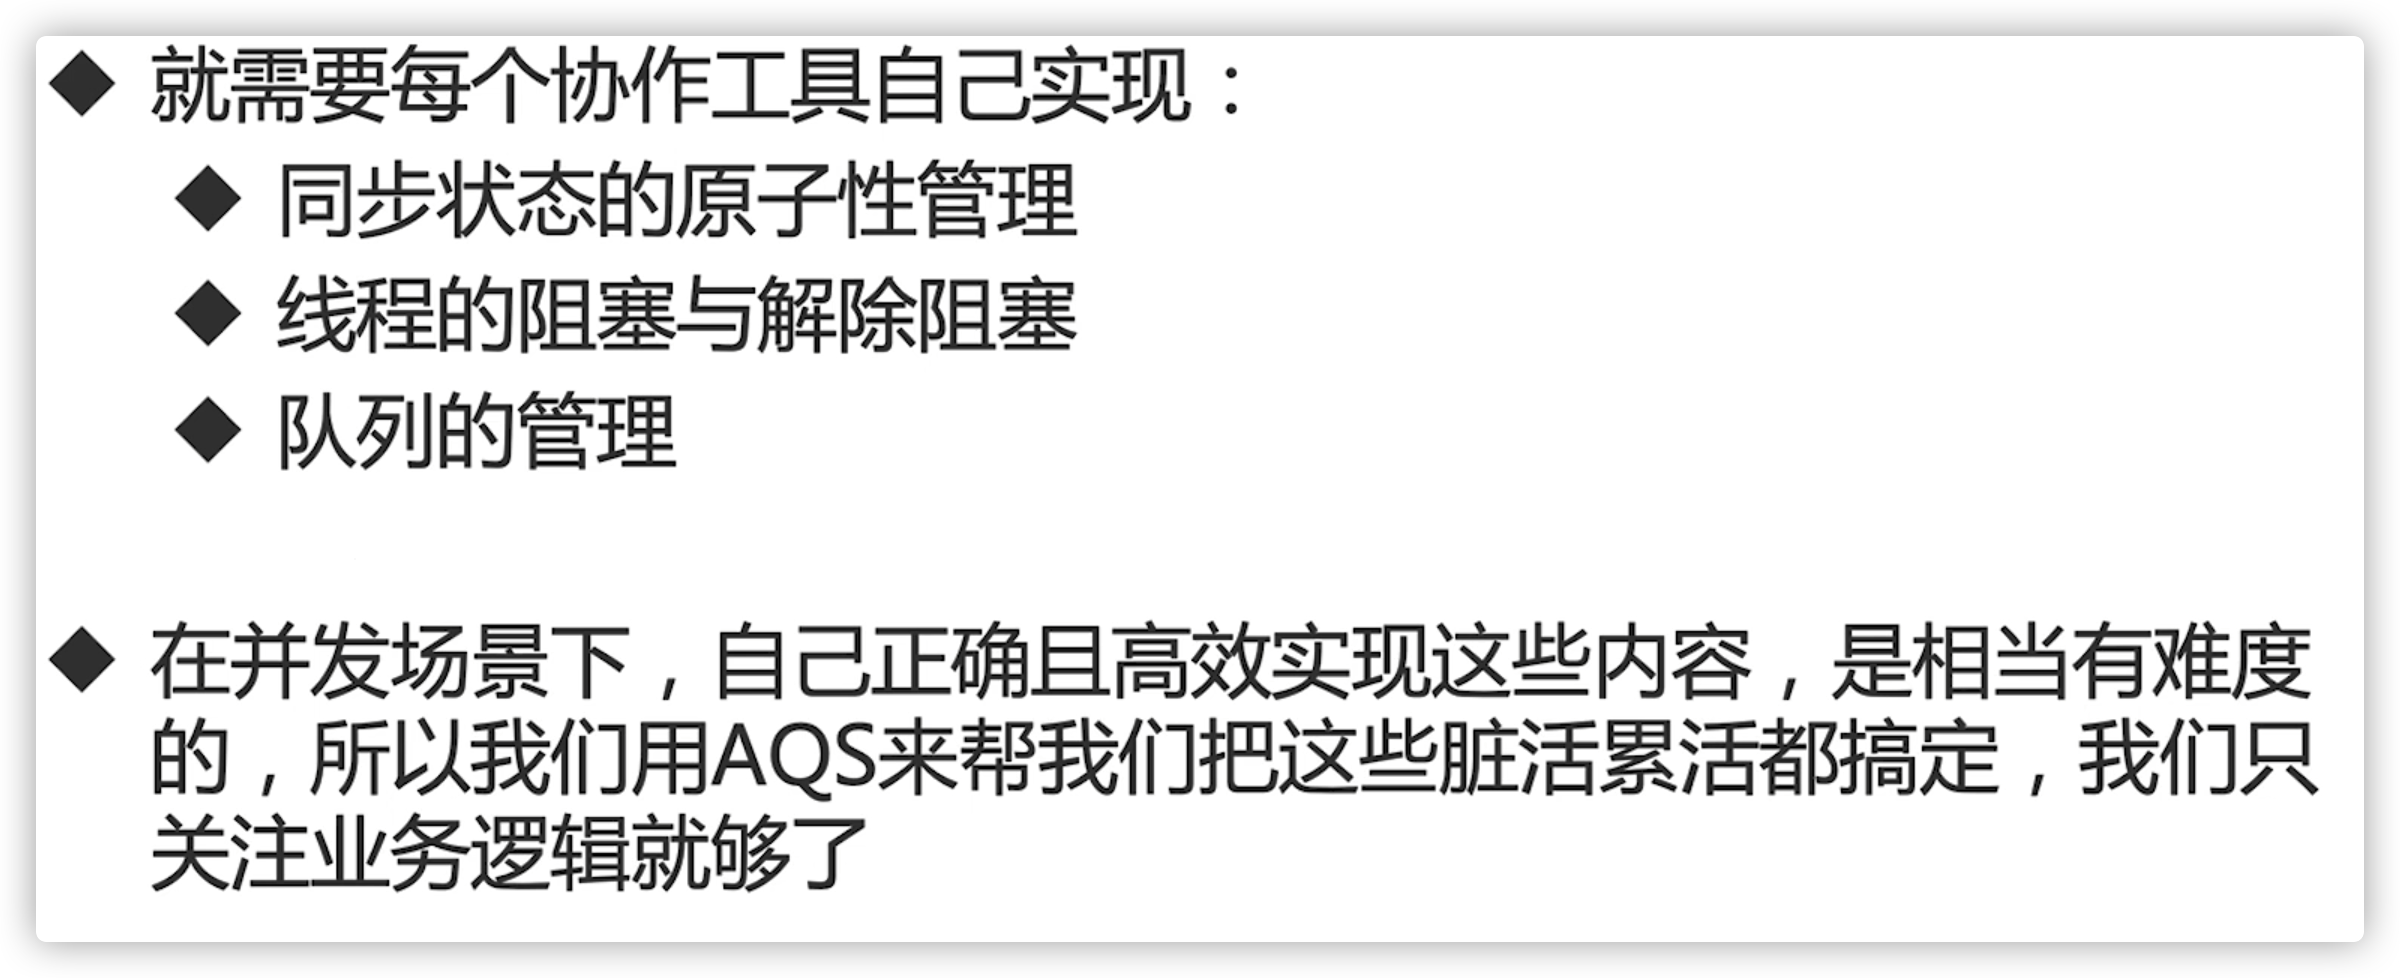 ◆ 就需要每个协作工具自己实现：
◆ 同步状态的原子性管理
◆ 线程的阻塞与解除阻塞
◆ 队列的管理
◆ 在并发场景下，自己正确且高效实现这些内容，是相当有难度
的，所以我们用AQS来帮我们把这些脏活累活都搞定，我们只
关注业务逻辑就够了